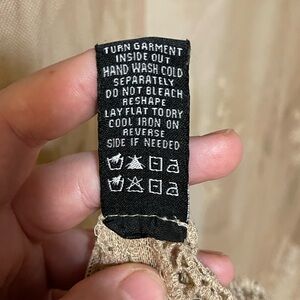 TURN GARMENT
INSIDE OUT
HAND WASH COLD
SEPARATELY
DO NOT BLEACH
RESHAPE
LAY FLAT TO DRY
COOL IRON ON
REVERSE
SIDE IF NEEDED